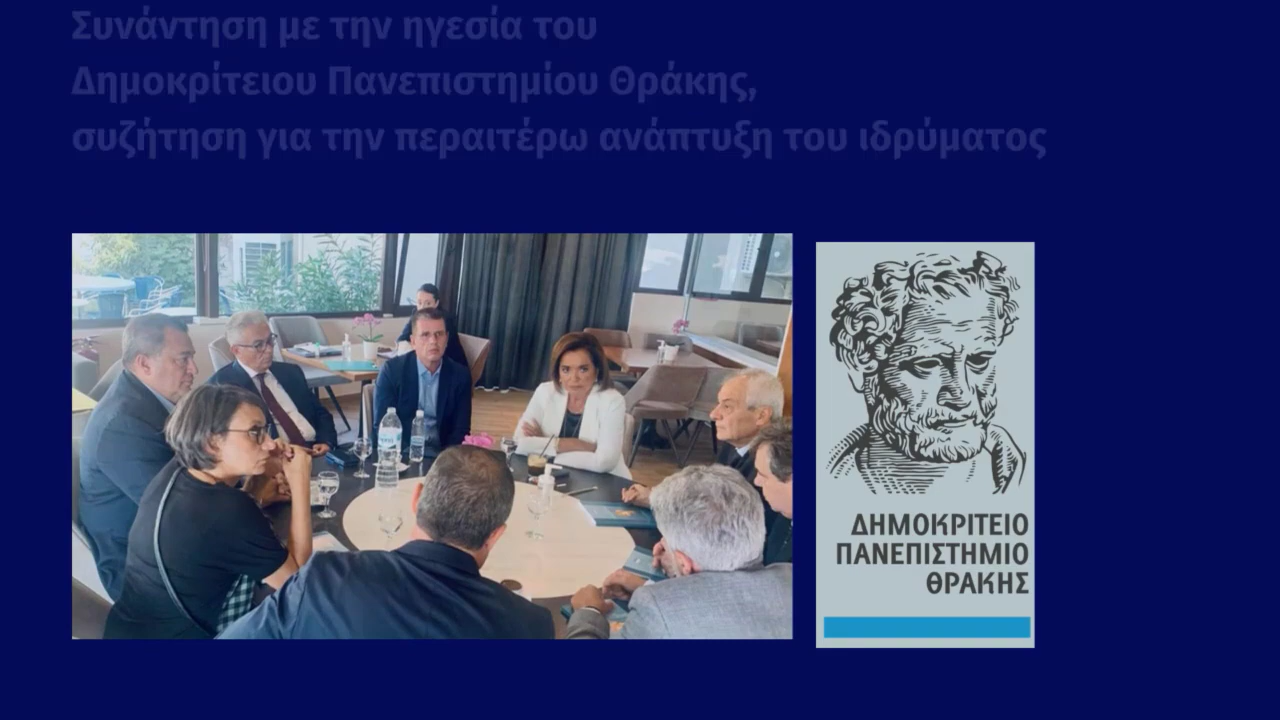 Συνάντηση με την ηγεσία του
Δημοκρίτειου Πανεπιστημίου Θράκης,
συζήτηση για την περαιτέρω ανάπτυξη του ιδρύματος
ΔΗΜΟΚΡΙΤΕΙΟ
ΠΑΝΕΠΙΣΤΗΜΙΟ
ΘΡΑΚΗΣ